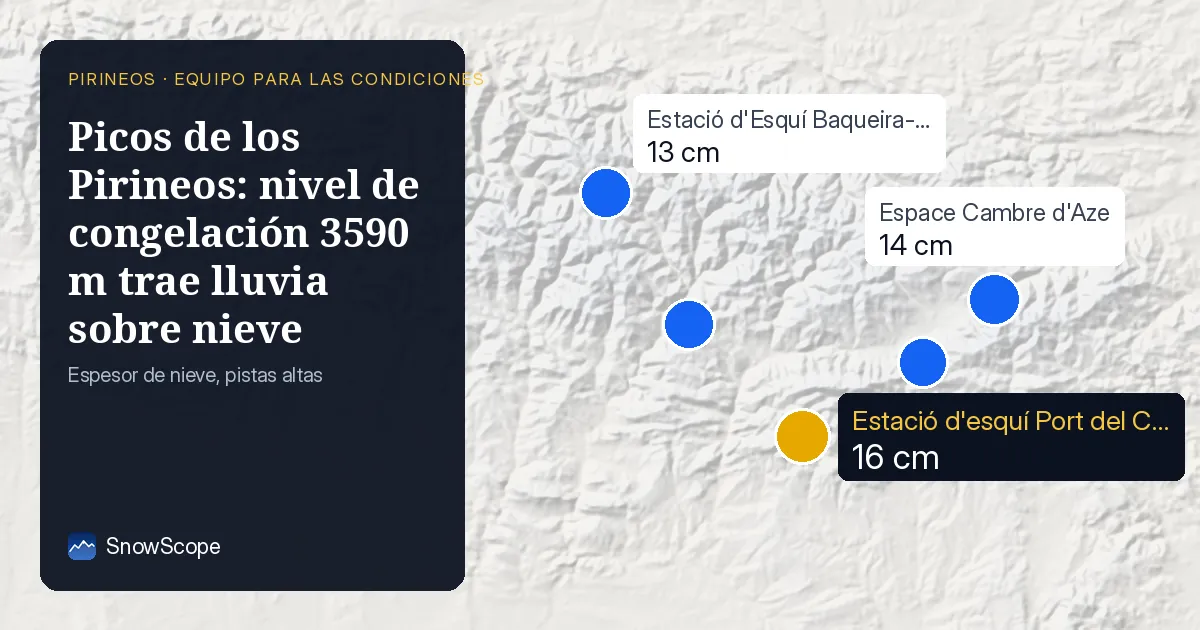 PIRINEOS · EQUIPO PARA LAS CONDICIONES
Picos de los
Pirineos: nivel de
congelación 3590
m trae lluvia
sobre nieve
Espesor de nieve, pistas altas
SnowScope
Estació d'Esquí Baqueira-...
13 cm
Espace Cambre d'Aze
14 cm
Estació d'esquí Port del C...
16 cm